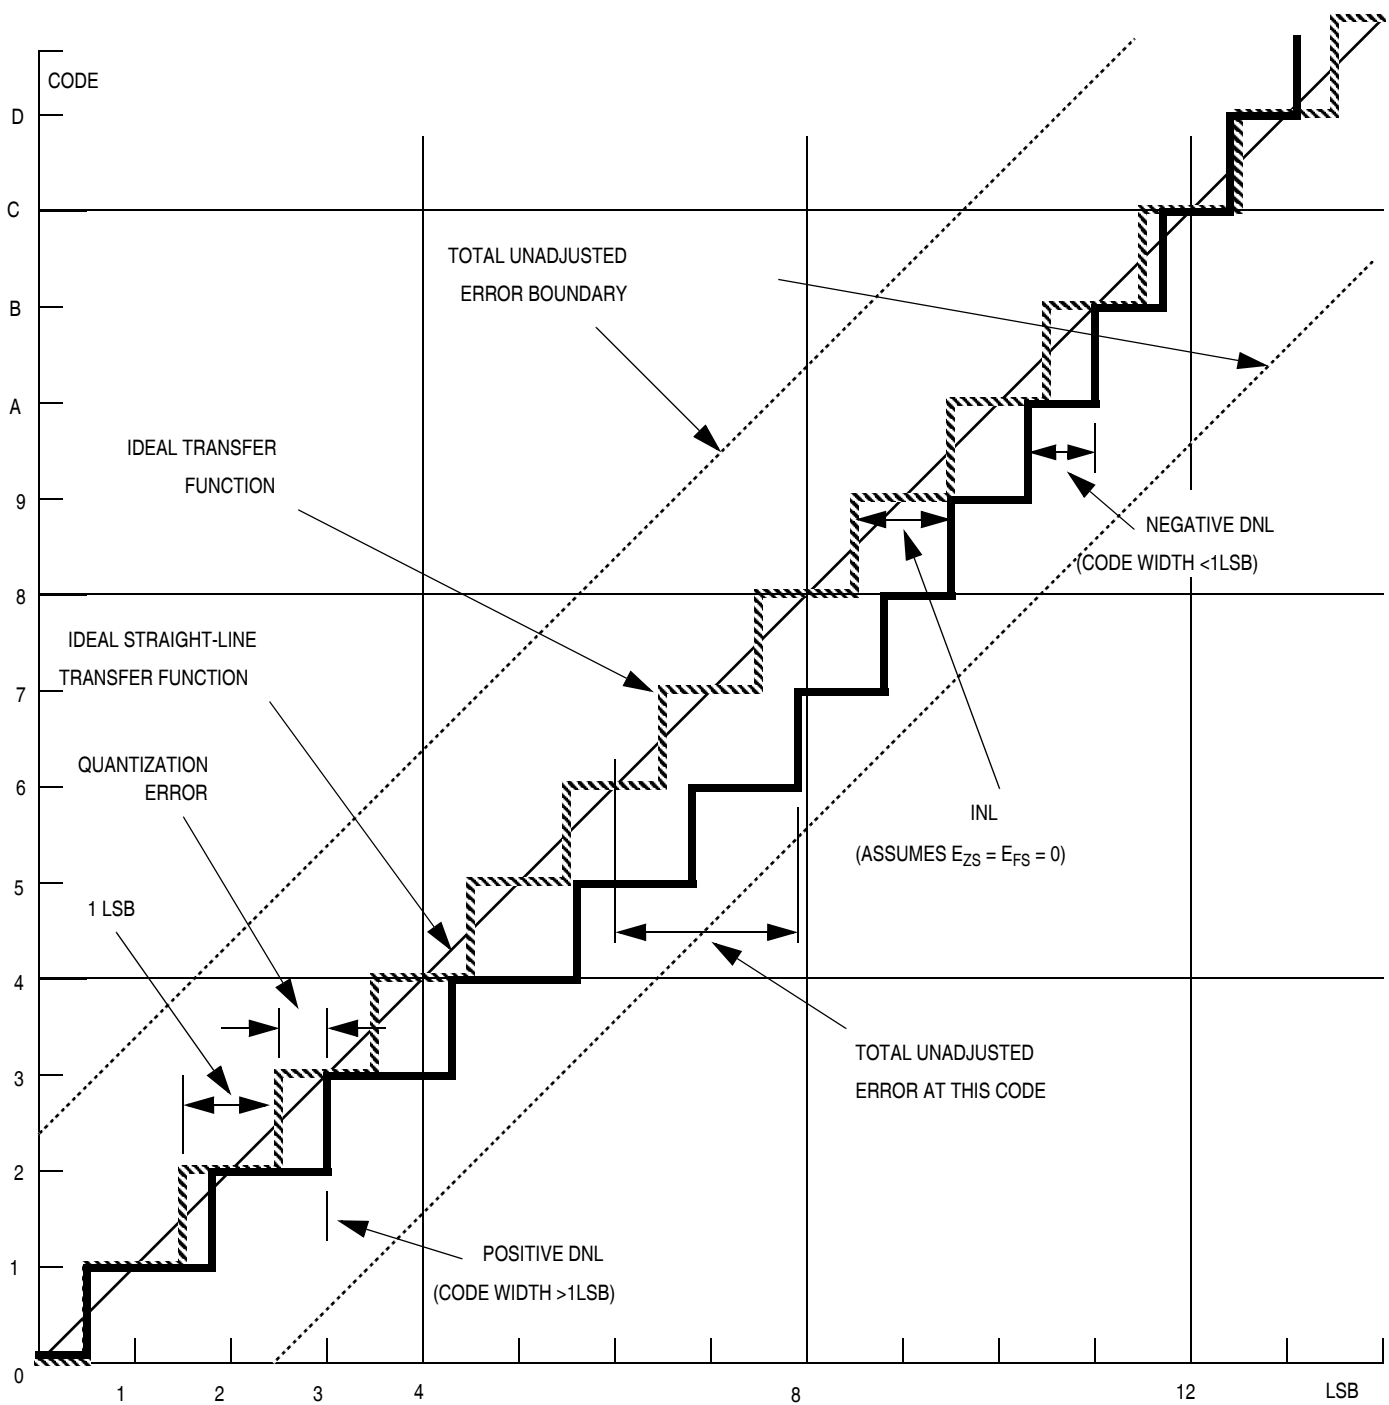 CODE
D
C
TOTAL UNADJUSTED
ERROR BOUNDARY
B
A
IDEAL TRANSFER
FUNCTION
9
NEGATIVE DNL
(CODE WIDTH <1LSB)
8
IDEAL STRAIGHT-LINE
TRANSFER FUNCTION
7
QUANTIZATION
ERROR
6
INL
(ASSUMES E_ZS = E_FS = 0)
5
1 LSB
4
TOTAL UNADJUSTED
ERROR AT THIS CODE
3
2
POSITIVE DNL
(CODE WIDTH >1LSB)
1
0
1 2 3 4 8 12 LSB